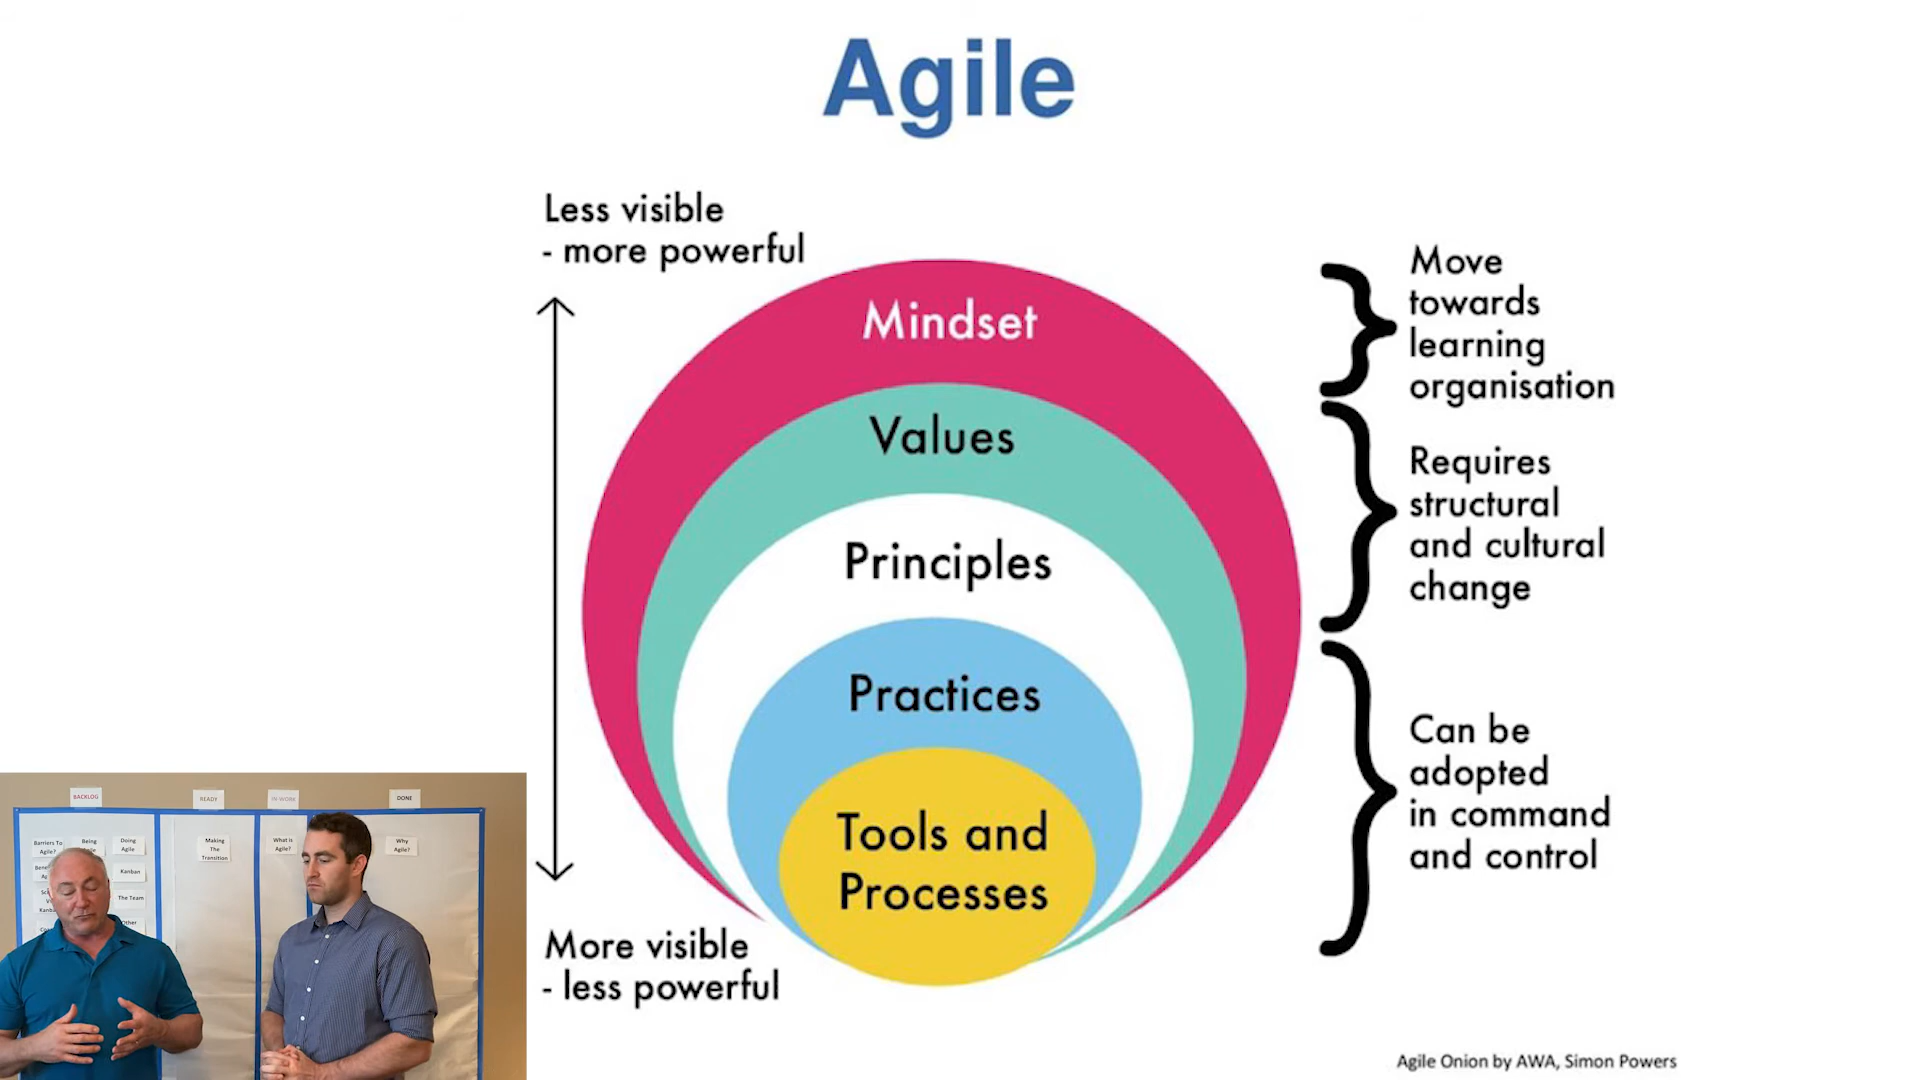 Agile
Less visible
- more powerful
Mindset
Values
Principles
Practices
Tools and
Processes
More visible
- less powerful
Move
towards
learning
organisation
Requires
structural
and cultural
change
Can be
adopted
in command
and control
BACKLOG
READY
IN-WORK
DONE
Barriers To
Agile?
Being
Doing
Agile
Kanban
The Team
Other
Making
The
Transition
What is
Agile?
Why
Agile?
Agile Onion by AWA, Simon Powers